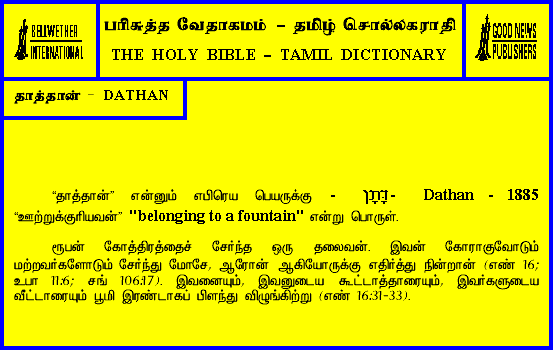 BELLWETHER
INTERNATIONAL
பரிசுத்த வேதாகமம் – தமிழ் சொல்லகராதி
THE HOLY BIBLE – TAMIL DICTIONARY
GOOD NEWS
PUBLISHERS
தாத்தான் – DATHAN
“தாத்தான்” என்னும் எபிரெய பெயருக்கு - דָּתָן - Dathan - 1885
“ஊற்றுக்குரியவன்” "belonging to a fountain" என்று பொருள்.
ரூபன் கோத்திரத்தைச் சேர்ந்த ஒரு தலைவன். இவன் கோராகுவோடும்
மற்றவர்களோடும் சேர்ந்து மோசே, ஆரோன் ஆகியோருக்கு எதிர்த்து நின்றான் (எண் 16;
உபா 11:6; சங் 106:17). இவனையும், இவனுடைய கூட்டாத்தாரையும், இவர்களுடைய
வீட்டாரையும் பூமி இரண்டாகப் பிளந்து விழுங்கிற்று (எண் 16:31-33).